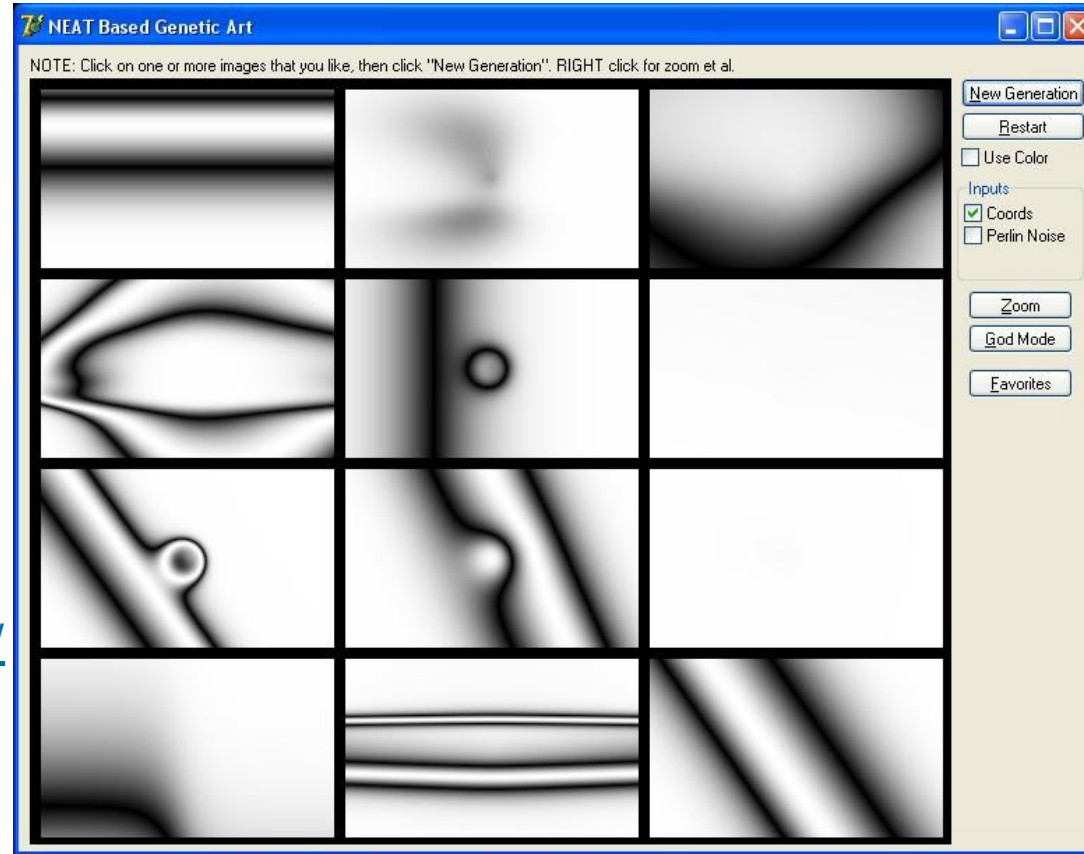 NEAT Based Genetic Art
NOTE: Click on one or more images that you like, then click "New Generation". RIGHT click for zoom et al.
New Generation
Restart
Use Color
Inputs
Coords
Perlin Noise
Zoom
God Mode
Favorites